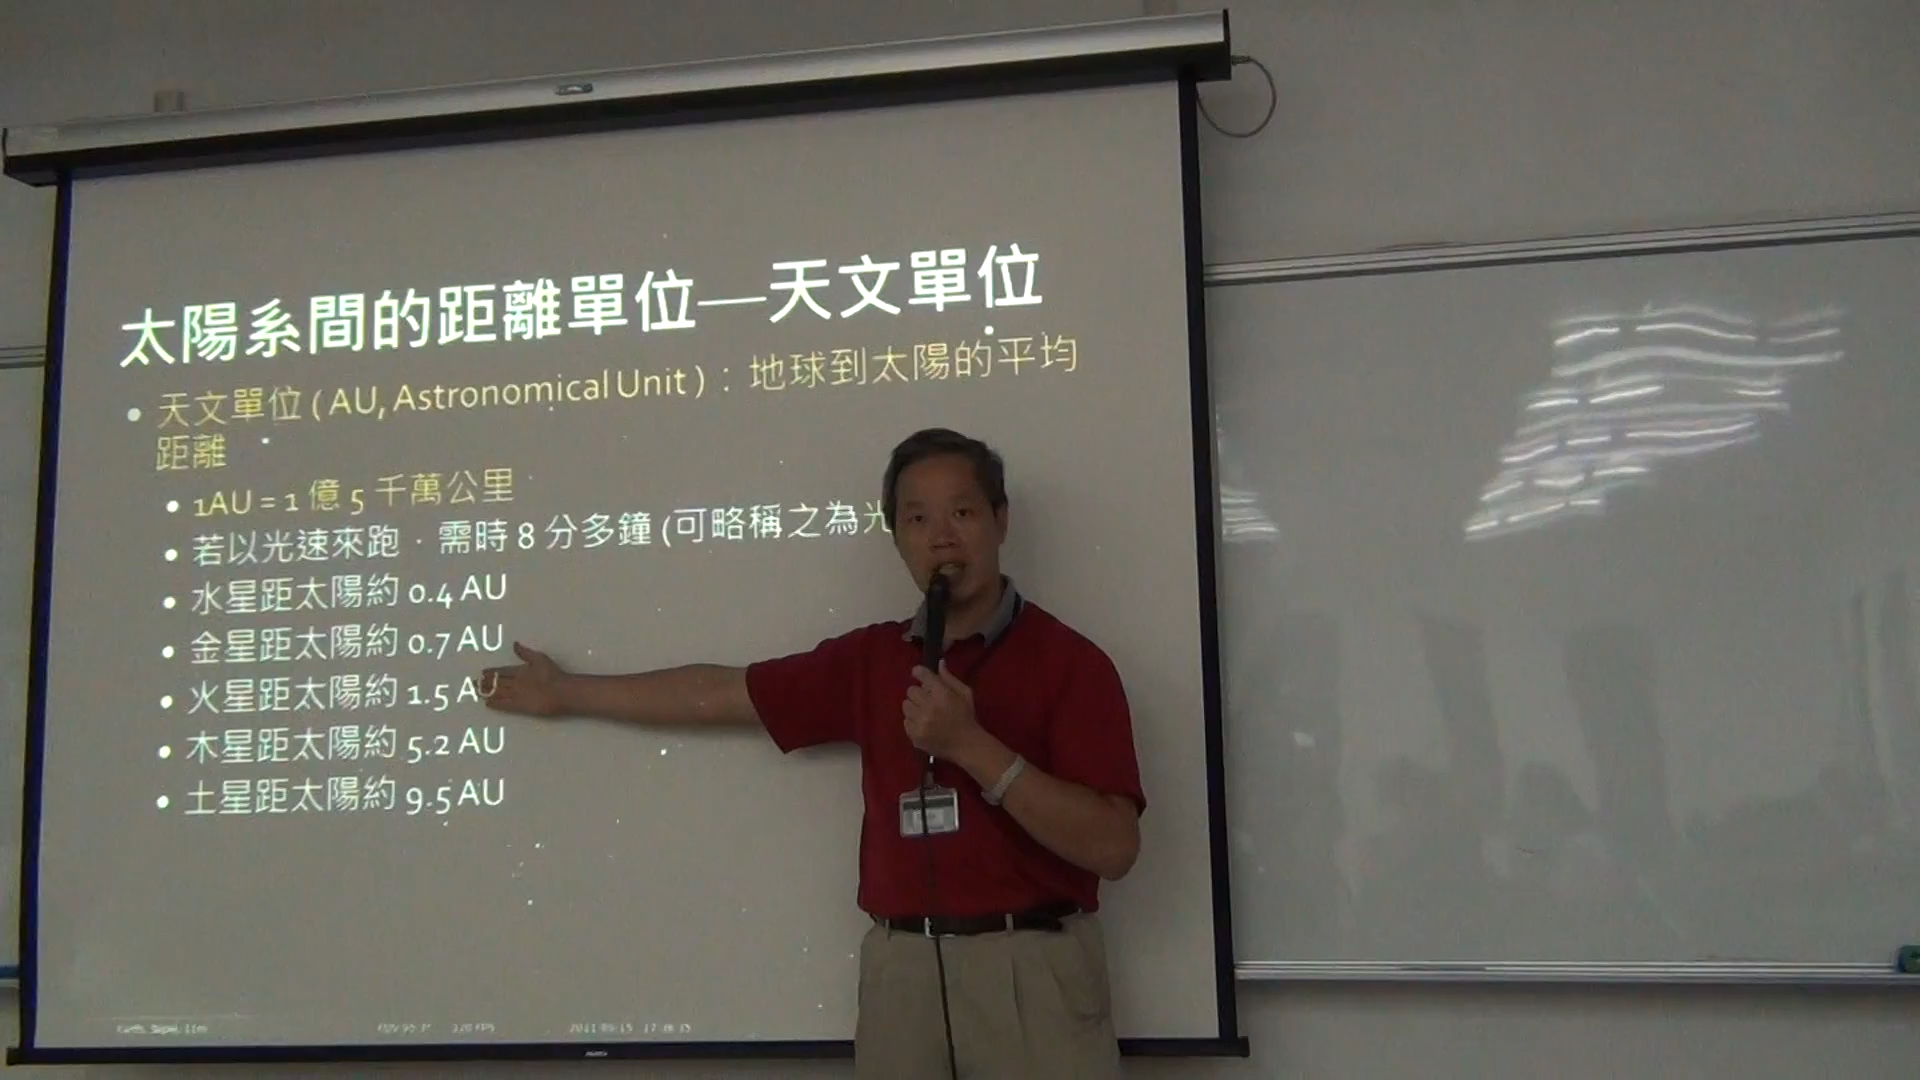 太陽系間的距離單位—天文單位
• 天文單位 ( AU, Astronomical Unit )：地球到太陽的平均
距離
• 1AU = 1 億 5 千萬公里
• 若以光速來跑，需時 8 分多鐘 (可略稱之為光
• 水星距太陽約 0.4 AU
• 金星距太陽約 0.7 AU
• 火星距太陽約 1.5 AU
• 木星距太陽約 5.2 AU
• 土星距太陽約 9.5 AU
Earth, Taipei,